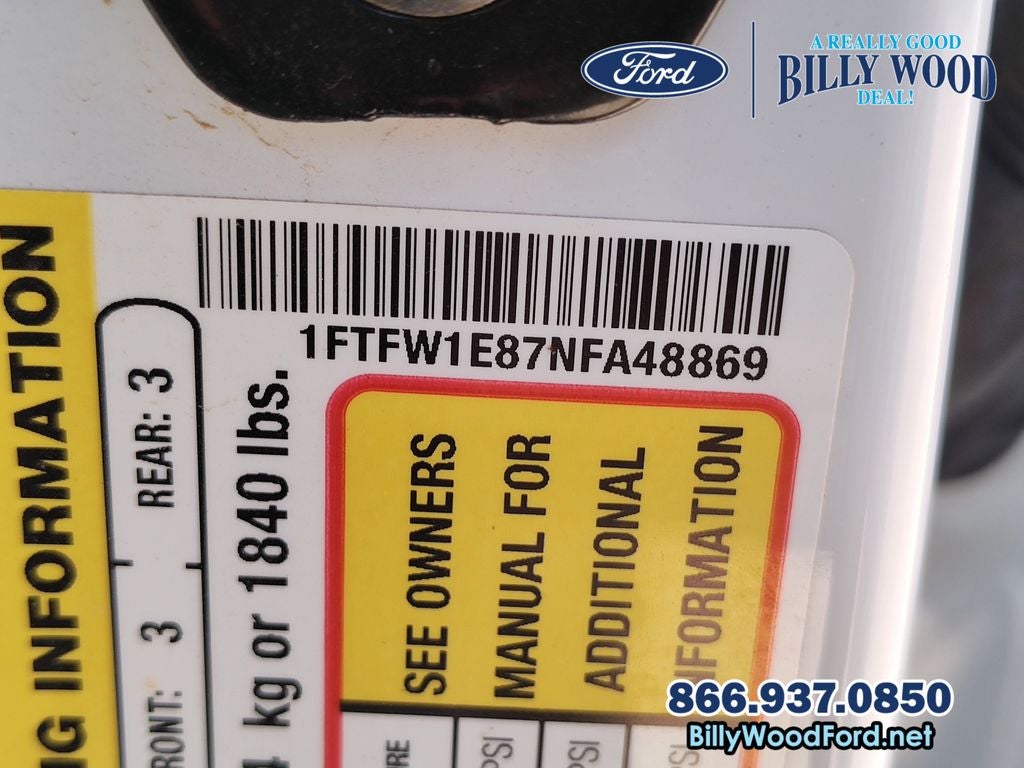 Ford
A REALLY GOOD
BILLY WOOD
DEAL!
1FTFW1E87NFA48869
INFORMATION
FRONT: 3
REAR: 3
kg or 1840 lbs.
SEE OWNERS
MANUAL FOR
ADDITIONAL
INFORMATION
PSI
PSI
866.937.0850
BillyWoodFord.net